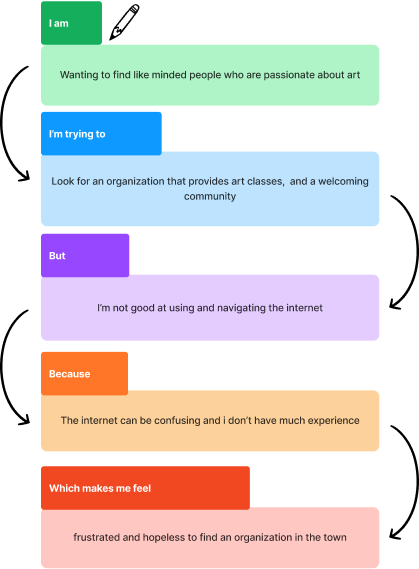 I am
Wanting to find like minded people who are passionate about art
I'm trying to
Look for an organization that provides art classes, and a welcoming
community
But
I'm not good at using and navigating the internet
Because
The internet can be confusing and i don't have much experience
Which makes me feel
frustrated and hopeless to find an organization in the town